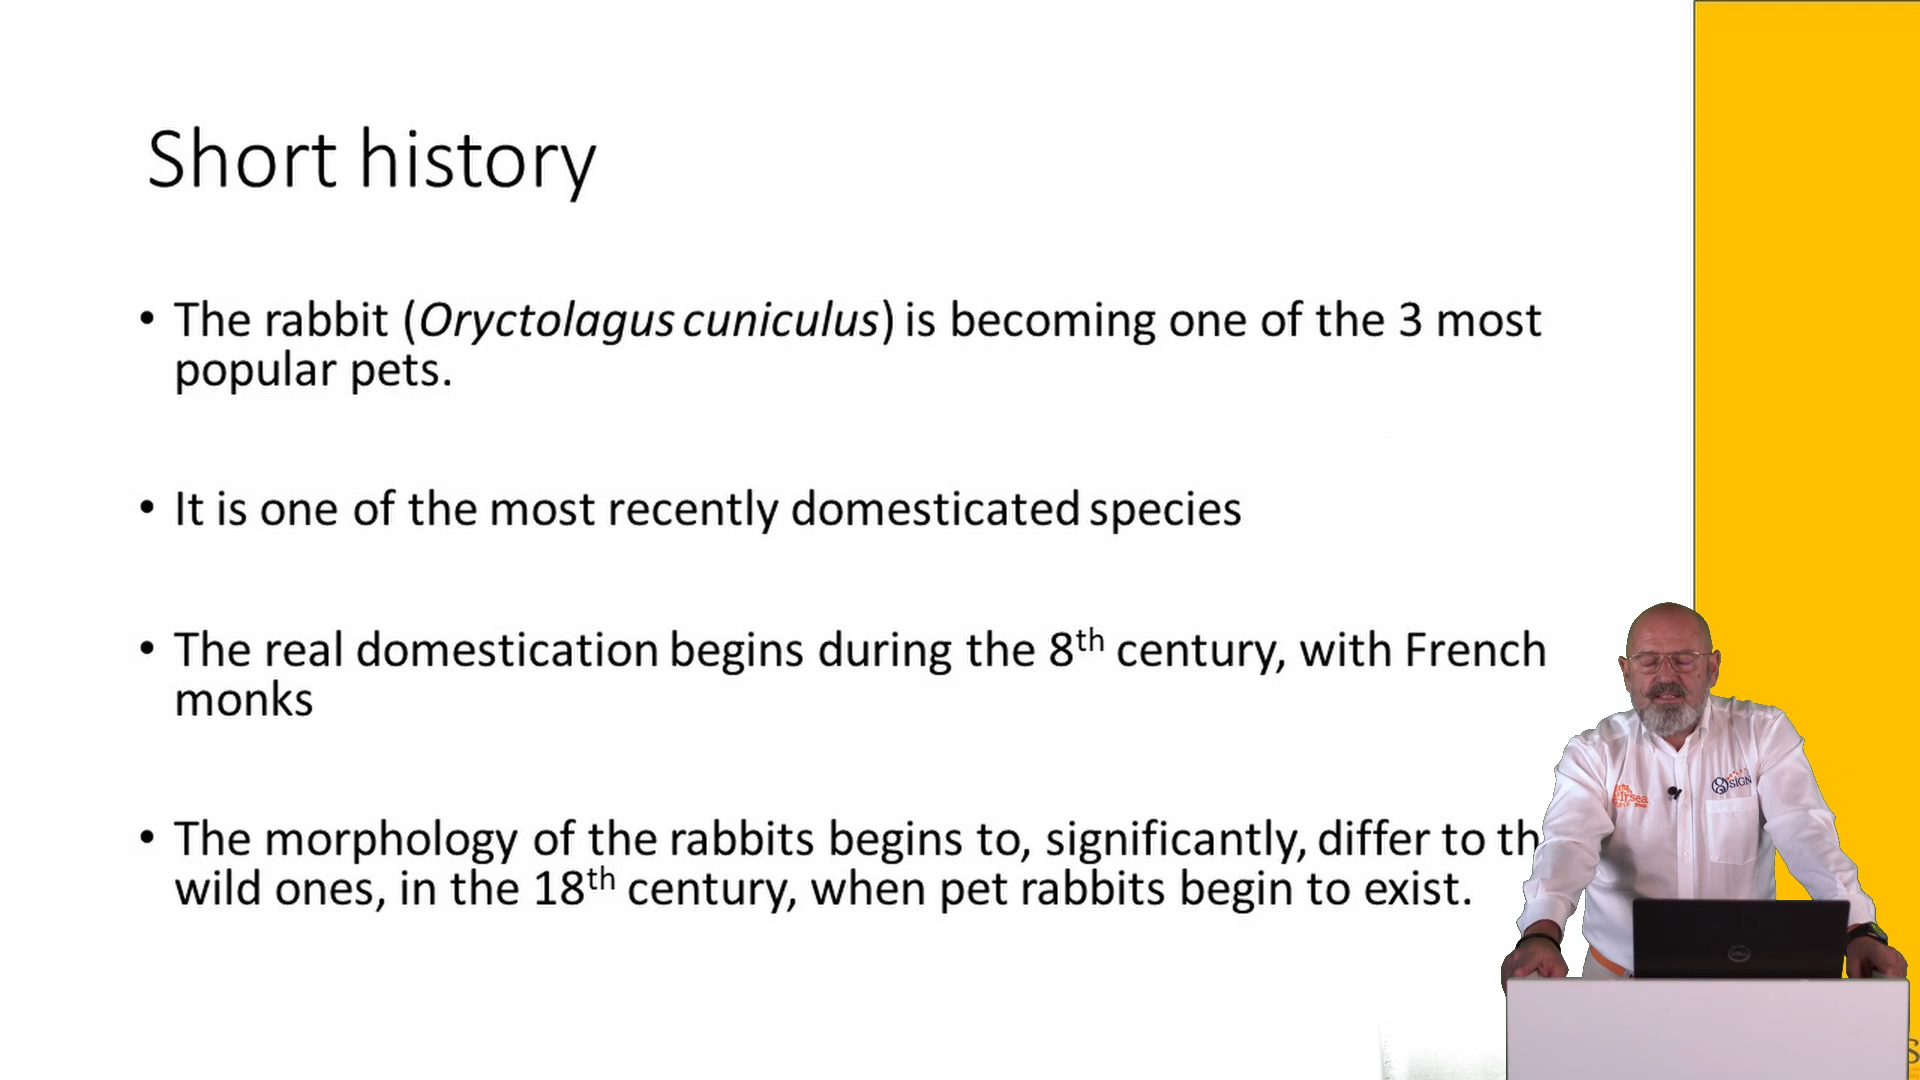 Short history
• The rabbit (Oryctolagus cuniculus) is becoming one of the 3 most
popular pets.
• It is one of the most recently domesticated species
• The real domestication begins during the 8th century, with French
monks
• The morphology of the rabbits begins to, significantly, differ to
wild ones, in the 18th century, when pet rabbits begin to exist.
SIGN
DELL